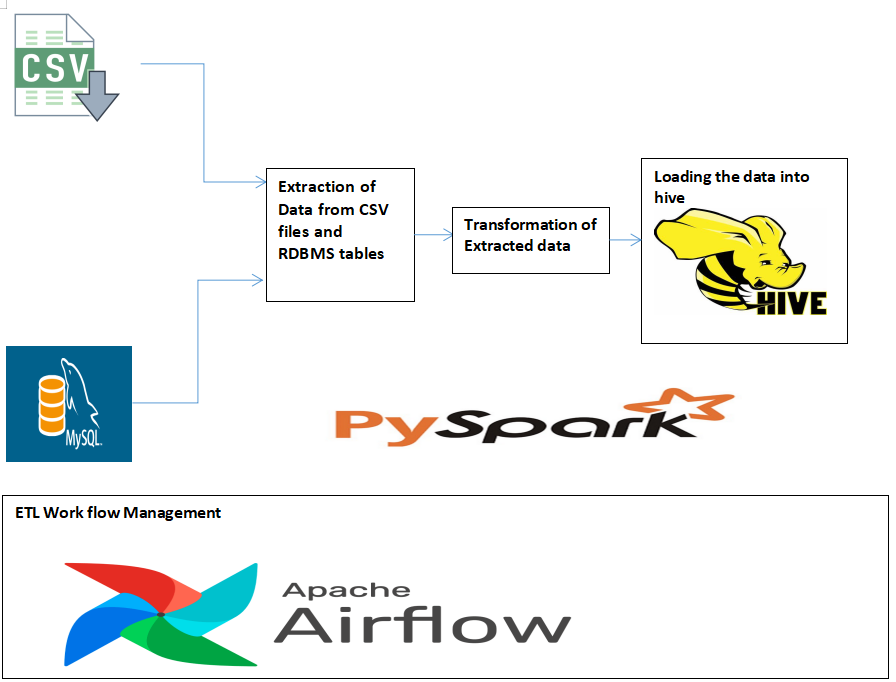 CSV
Extraction of
Data from CSV
files and
RDBMS tables
Transformation of
Extracted data
Loading the data into
hive
HIVE
MySQL.
PySpark
ETL Work flow Management
Apache
Airflow